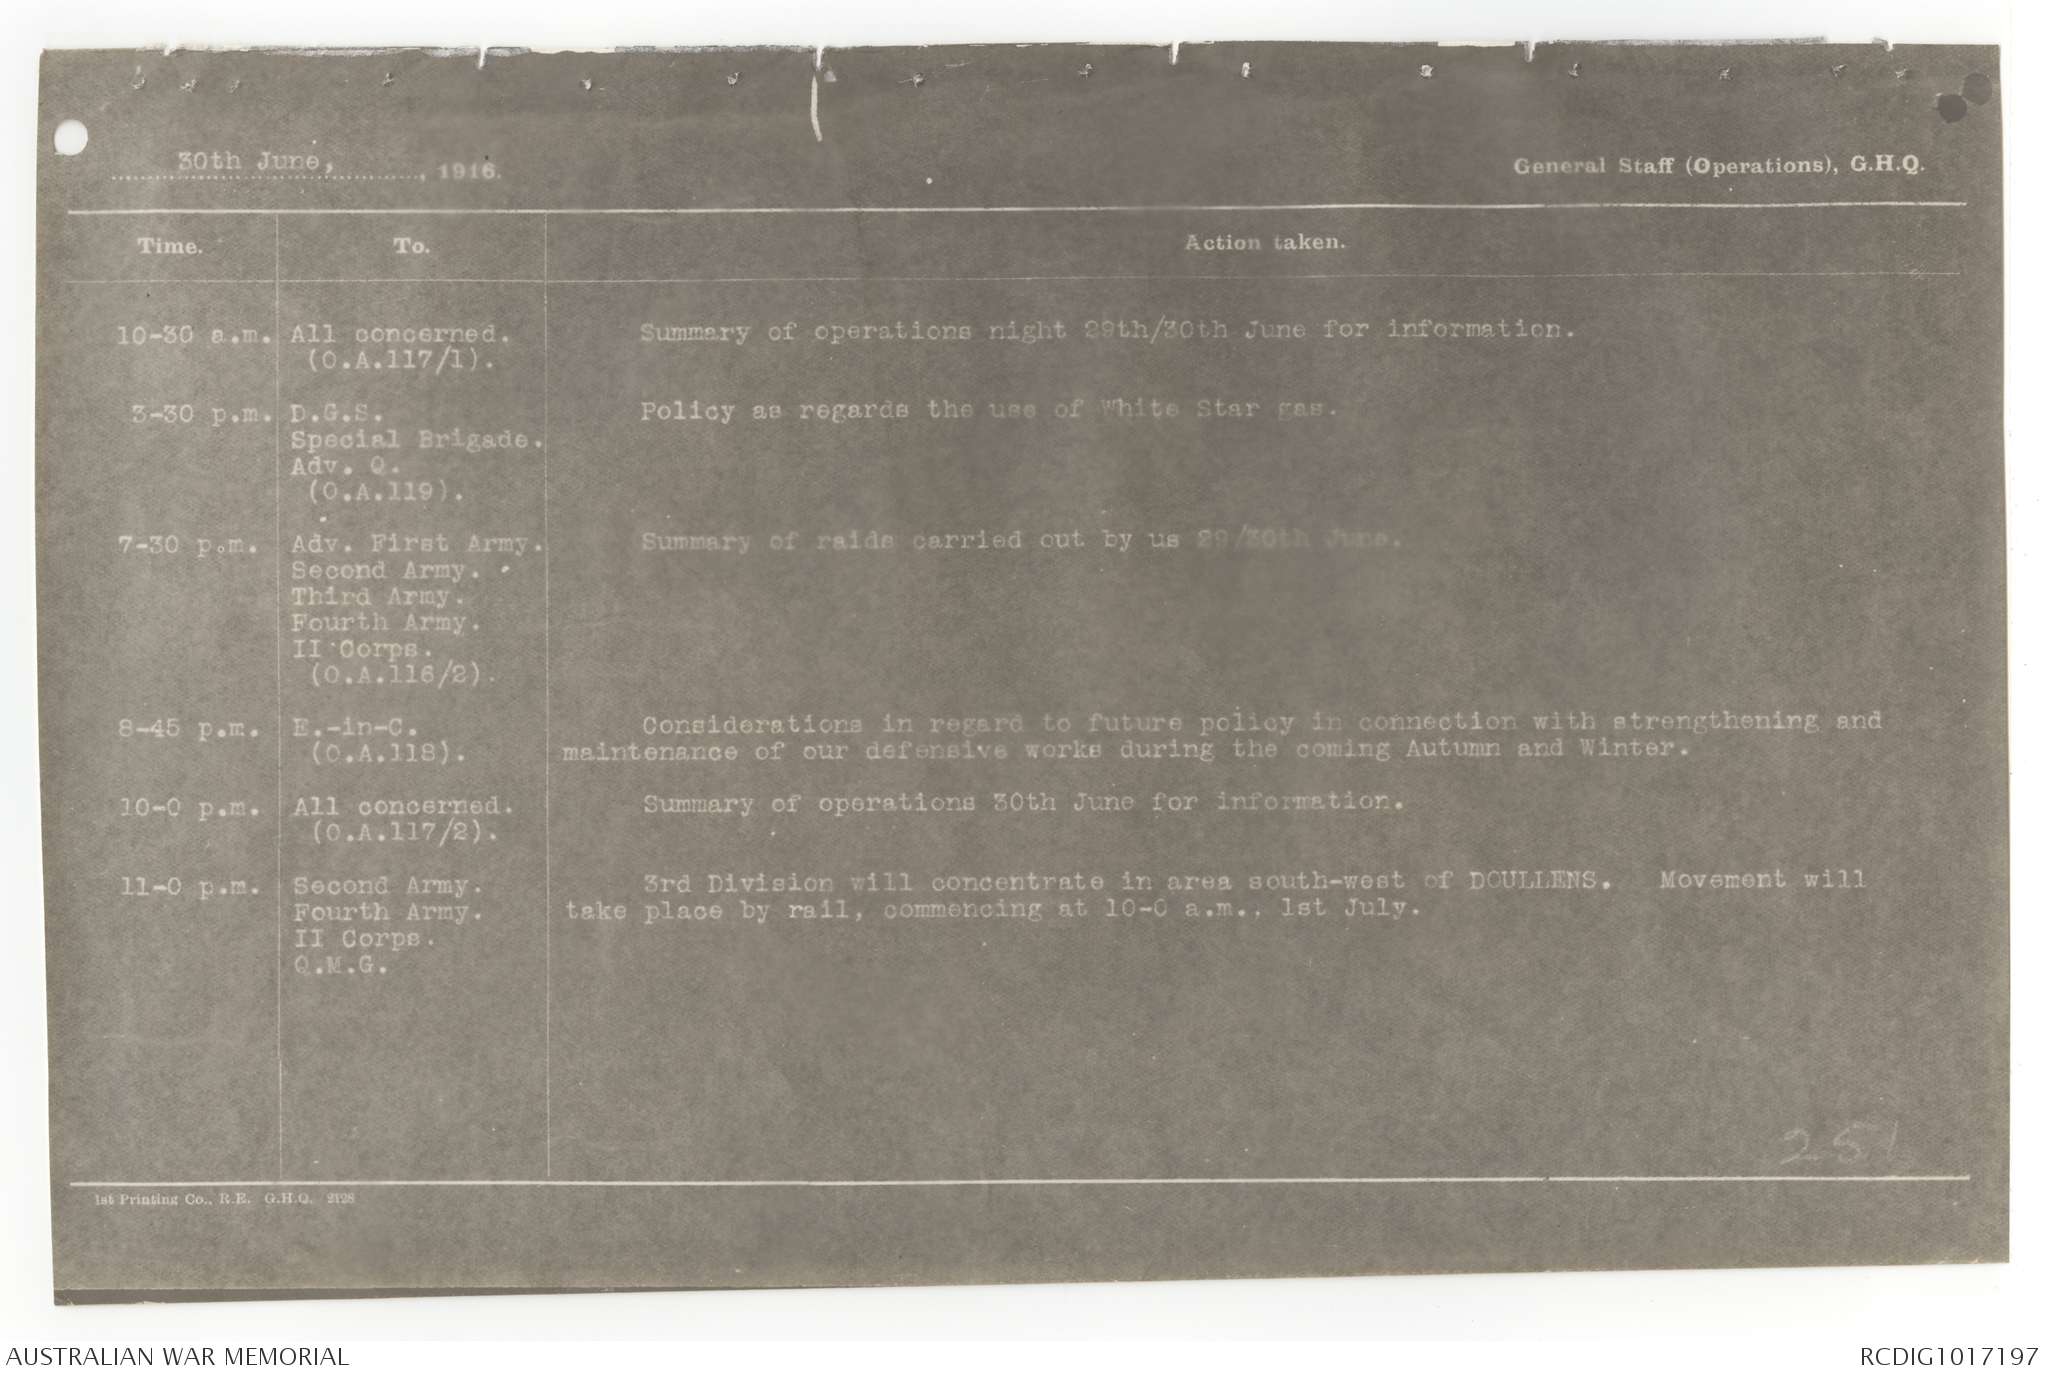 30th June, 1916.
General Staff (Operations), G.H.Q.
Time. To. Action taken.
10-30 a.m. All concerned. Summary of operations night 29th/30th June for information.
(O.A.117/1).
3-30 p.m. D.G.S. Policy as regards the use of White Star gas.
Special Brigade.
Adv. Q.
(O.A.119).
7-30 p.m. Adv. First Army. Summary of raids carried out by us 29/30th June.
Second Army.
Third Army.
Fourth Army.
II Corps.
(O.A.116/2).
8-45 p.m. E.-in-C. Considerations in regard to future policy in connection with strengthening and
(O.A.118). maintenance of our defensive works during the coming Autumn and Winter.
10-0 p.m. All concerned. Summary of operations 30th June for information.
(O.A.117/2).
11-0 p.m. Second Army. 3rd Division will concentrate in area south-west of DOULLENS. Movement will
Fourth Army. take place by rail, commencing at 10-0 a.m., 1st July.
II Corps.
Q.M.G.
251
1st Printing Co., R.E. G.H.Q. 2128
AUSTRALIAN WAR MEMORIAL
RCDIG1017197